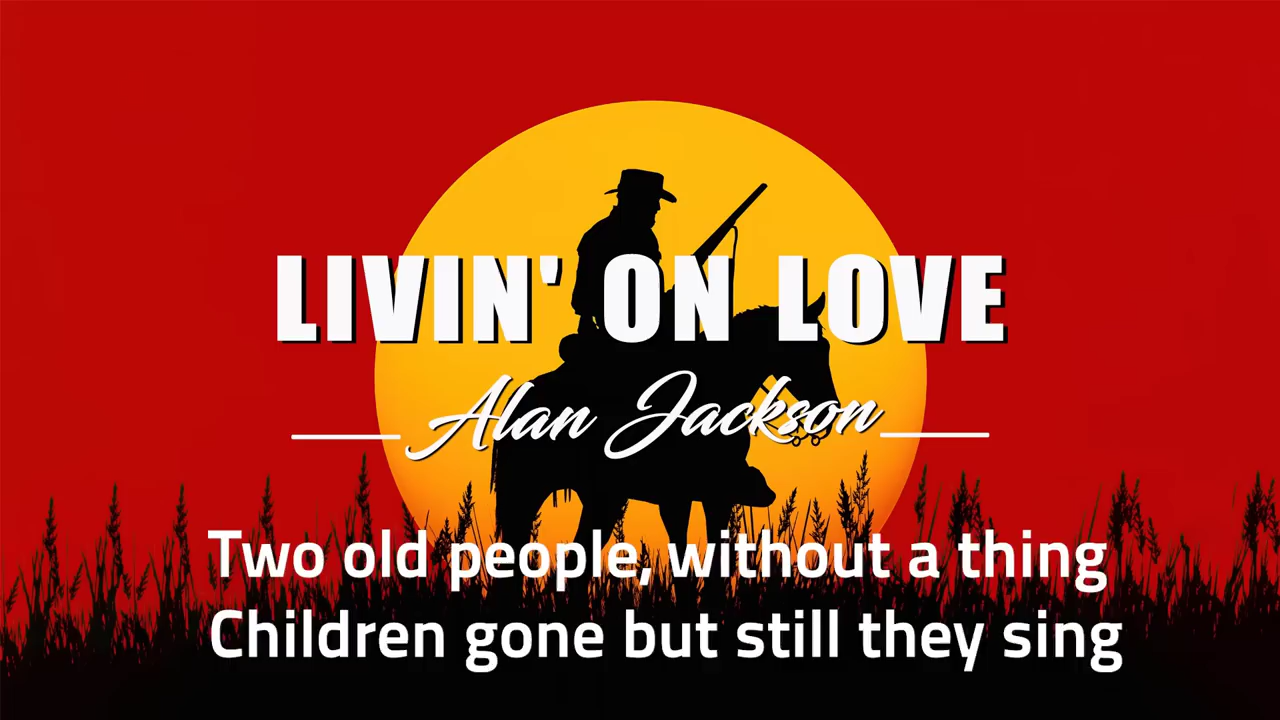 LIVIN' ON LOVE
Alan Jackson
Two old people, without a thing
Children gone but still they sing